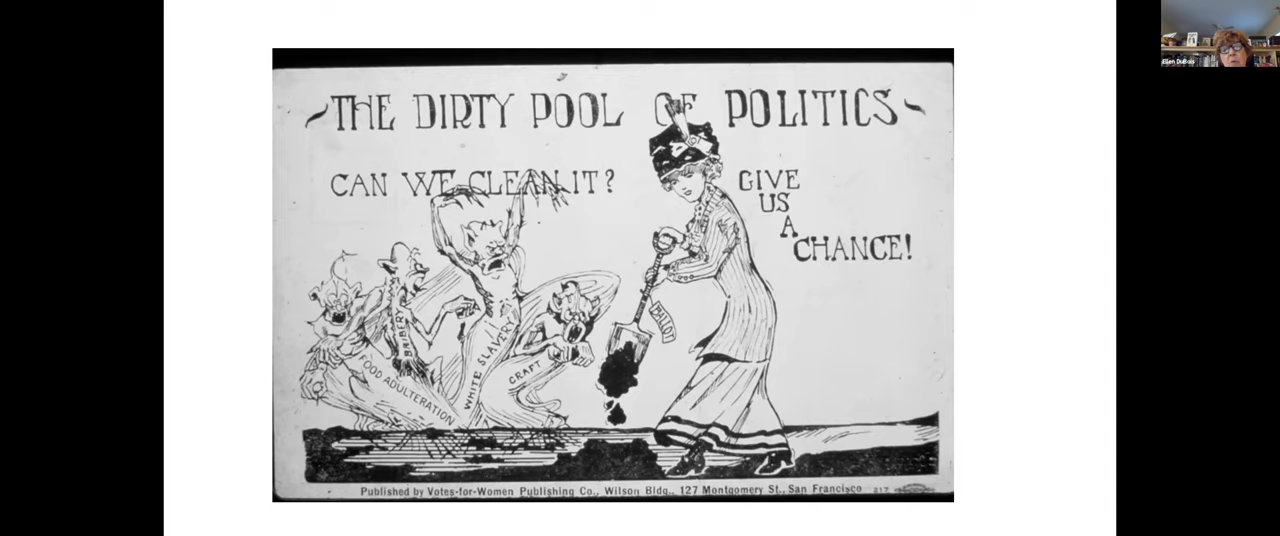 THE DIRTY POOL OF POLITICS
CAN WE CLEAN IT?
GIVE
US
A
CHANCE!
BALLOT
BRIBERY
FOOD ADULTERATION
WHITE SLAVERY
GRAFT
Published by Votes-for-Women Publishing Co., Wilson Bldg., 127 Montgomery St., San Francisco
217
Ellen DuBois